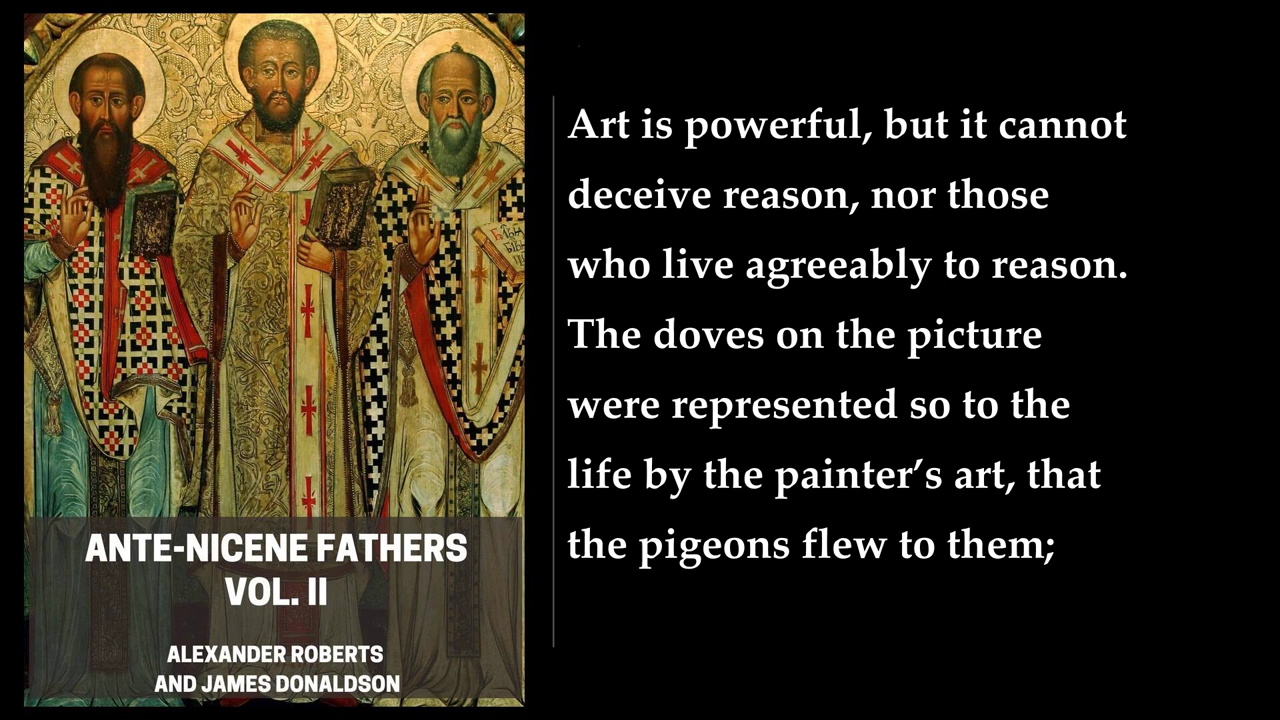 ANTE-NICENE FATHERS
VOL. II
ALEXANDER ROBERTS
AND JAMES DONALDSON
Art is powerful, but it cannot
deceive reason, nor those
who live agreeably to reason.
The doves on the picture
were represented so to the
life by the painter’s art, that
the pigeons flew to them;